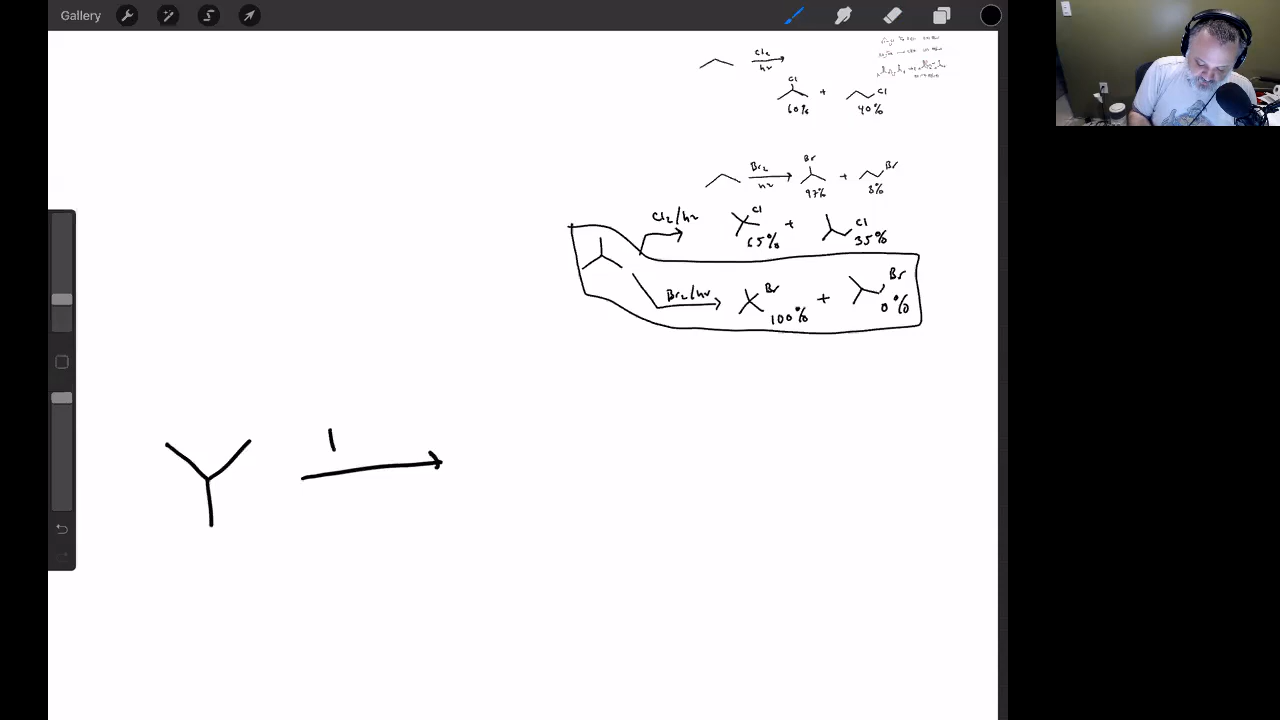 Gallery
Cl₂
hν
Cl
+
Cl
60%
40%
Br₂
hν
Br
+
Br
97%
3%
Cl₂/hν
Cl
+
Cl
65%
35%
Br₂/hν
Br
+
Br
100%
0%